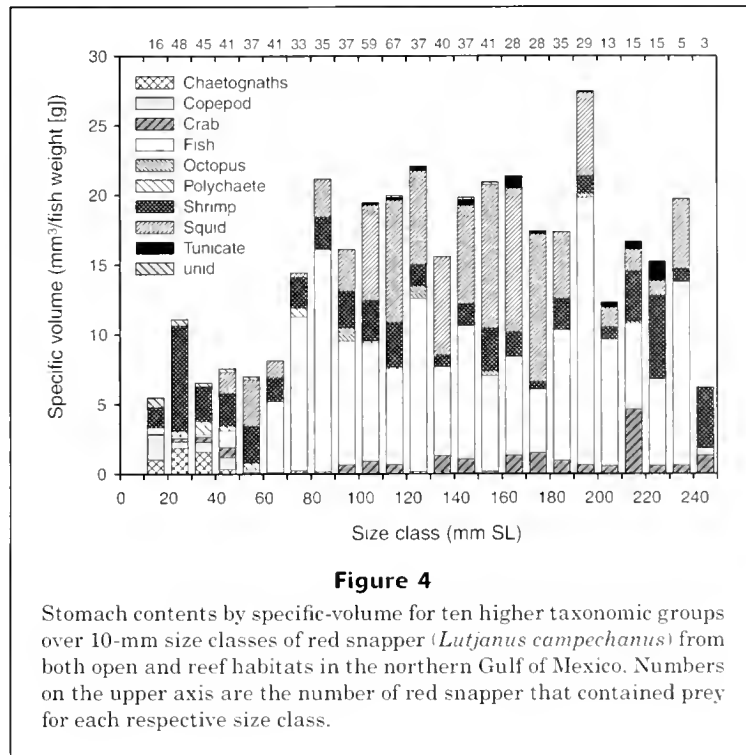 16 48 45 41 37 41 33 35 37 59 67 37 40 37 41 28 28 35 29 13 15 15 5 3
30
25
20
15
10
5
0
Specific volume (mm³/fish weight [g])
Chaetognaths
Copepod
Crab
Fish
Octopus
Polychaete
Shrimp
Squid
Tunicate
unid
0 20 40 60 80 100 120 140 160 180 200 220 240
Size class (mm SL)
Figure 4
Stomach contents by specific-volume for ten higher taxonomic groups
over 10-mm size classes of red snapper (Lutjanus campechanus) from
both open and reef habitats in the northern Gulf of Mexico. Numbers
on the upper axis are the number of red snapper that contained prey
for each respective size class.